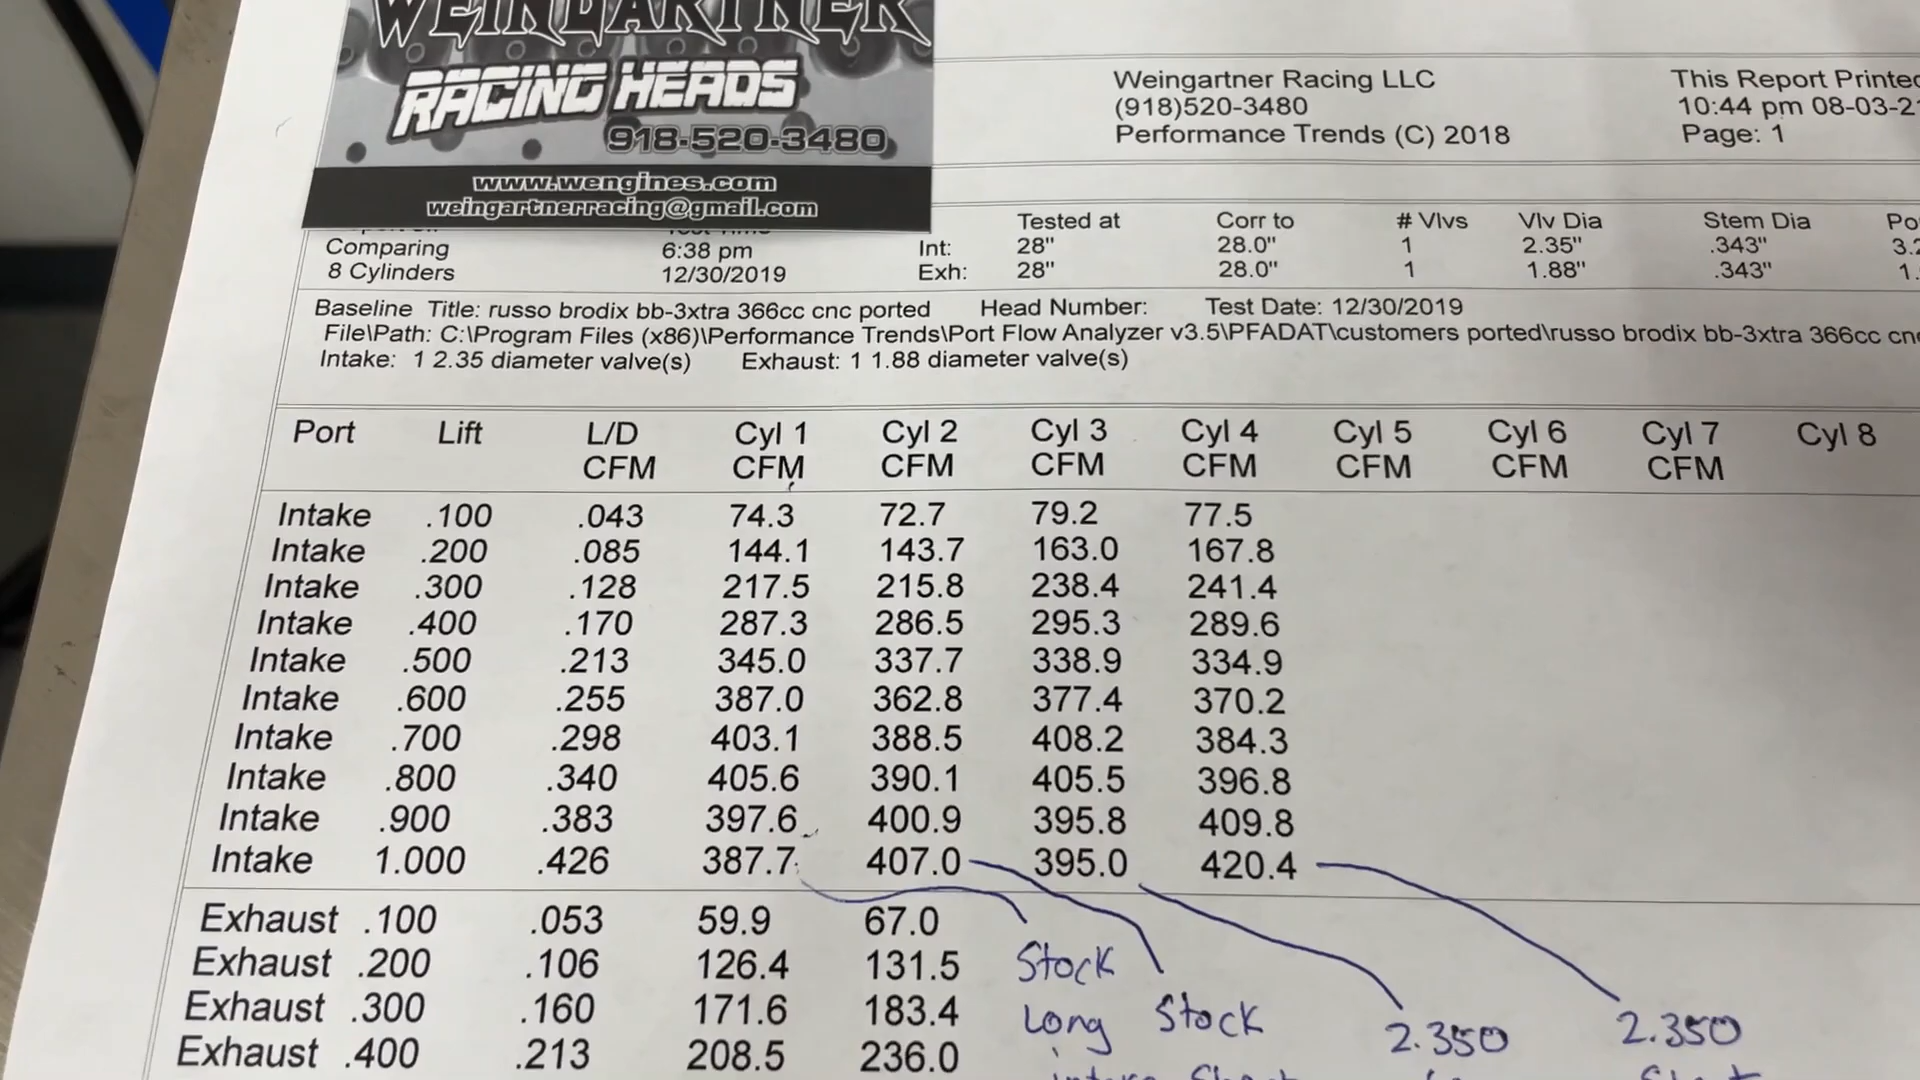 WEINGARTNER
RACING HEADS
918-520-3480
www.wengines.com
weingartnerracing@gmail.com
Weingartner Racing LLC
(918)520-3480
Performance Trends (C) 2018
This Report Printed
10:44 pm 08-03-2
Page: 1
Tested at Corr to # Vlvs Vlv Dia Stem Dia Po
Comparing 6:38 pm Int: 28" 28.0" 1 2.35" .343" 3.2
8 Cylinders 12/30/2019 Exh: 28" 28.0" 1 1.88" .343" 1.
Baseline Title: russo brodix bb-3xtra 366cc cnc ported Head Number: Test Date: 12/30/2019
File\Path: C:\Program Files (x86)\Performance Trends\Port Flow Analyzer v3.5\PFADAT\customers ported\russo brodix bb-3xtra 366cc cnc
Intake: 1 2.35 diameter valve(s) Exhaust: 1 1.88 diameter valve(s)
Port Lift L/D Cyl 1 Cyl 2 Cyl 3 Cyl 4 Cyl 5 Cyl 6 Cyl 7 Cyl 8
CFM CFM CFM CFM CFM CFM CFM CFM
Intake .100 .043 74.3 72.7 79.2 77.5
Intake .200 .085 144.1 143.7 163.0 167.8
Intake .300 .128 217.5 215.8 238.4 241.4
Intake .400 .170 287.3 286.5 295.3 289.6
Intake .500 .213 345.0 337.7 338.9 334.9
Intake .600 .255 387.0 362.8 377.4 370.2
Intake .700 .298 403.1 388.5 408.2 384.3
Intake .800 .340 405.6 390.1 405.5 396.8
Intake .900 .383 397.6 400.9 395.8 409.8
Intake 1.000 .426 387.7 407.0 395.0 420.4
Exhaust .100 .053 59.9 67.0
Exhaust .200 .106 126.4 131.5 Stock
Exhaust .300 .160 171.6 183.4 Long Stock 2.350 2.350
Exhaust .400 .213 208.5 236.0